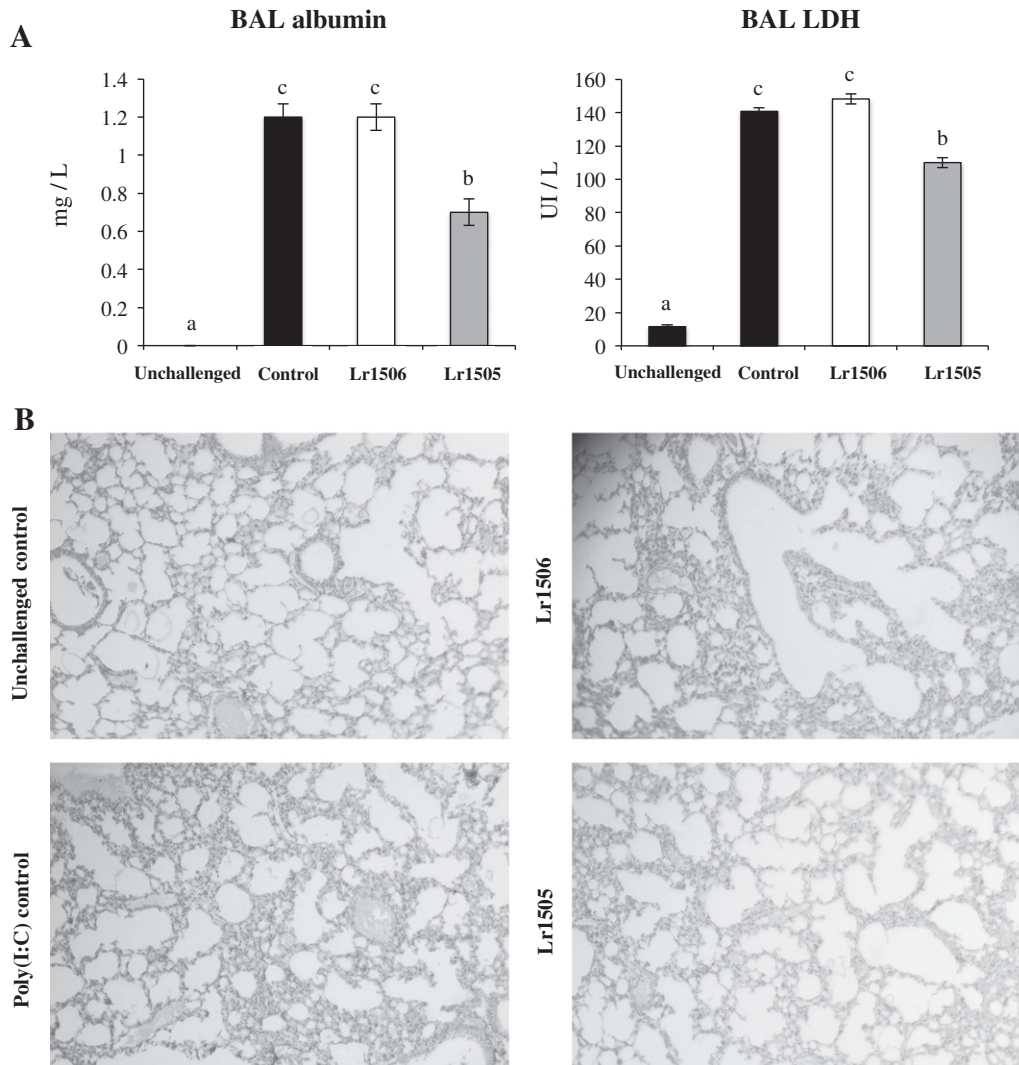 BAL albumin
BAL LDH
A
mg / L
1.4
1.2
1
0.8
0.6
0.4
0.2
0
a
c
c
b
Unchallenged Control Lr1506 Lr1505
UI / L
160
140
120
100
80
60
40
20
0
a
c
c
b
Unchallenged Control Lr1506 Lr1505
B
Unchallenged control
Lr1506
Poly(I:C) control
Lr1505